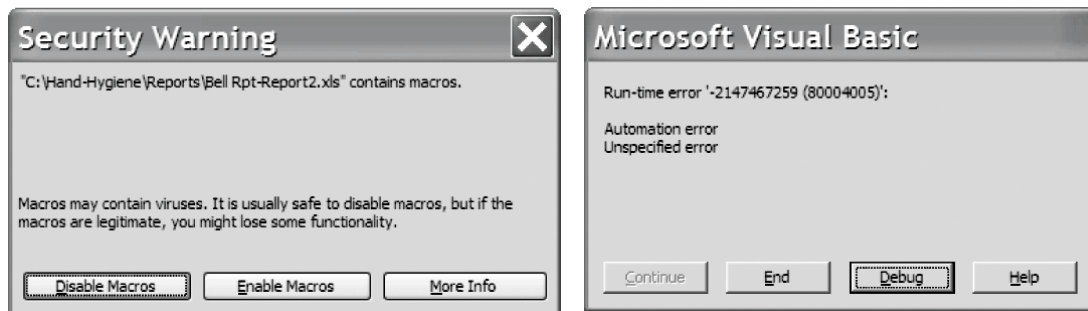 Security Warning
"C:\Hand-Hygiene\Reports\Bell Rpt-Report2.xls" contains macros.
Macros may contain viruses. It is usually safe to disable macros, but if the
macros are legitimate, you might lose some functionality.
Disable Macros
Enable Macros
More Info
Microsoft Visual Basic
Run-time error '-2147467259 (80004005)':
Automation error
Unspecified error
Continue
End
Debug
Help